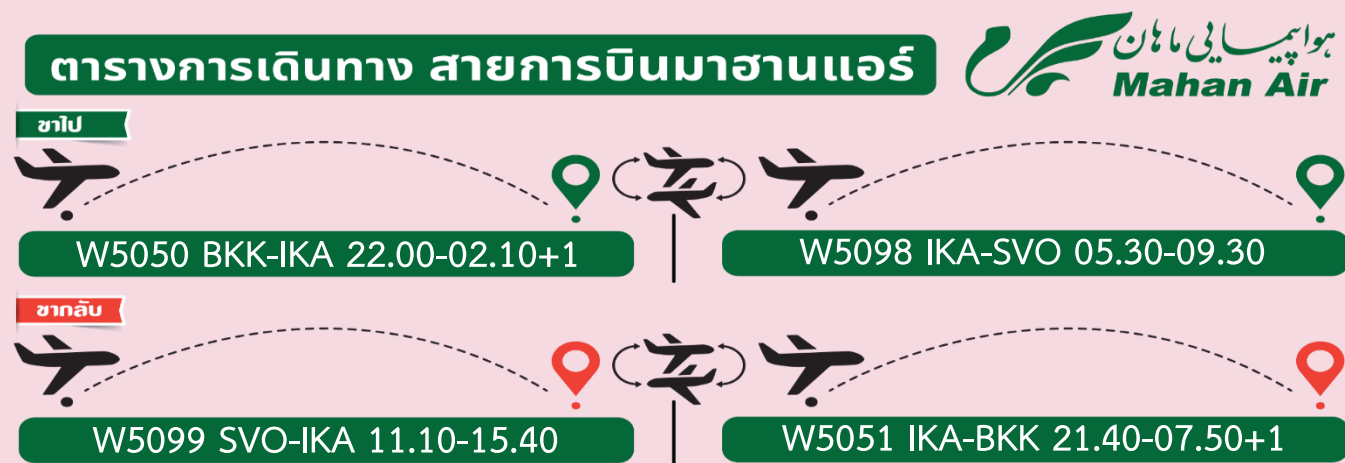 ตารางการเดินทาง สายการบินมาฮานแอร์
هواپیمایی ماهان
Mahan Air
ขาไป
W5050 BKK-IKA 22.00-02.10+1
W5098 IKA-SVO 05.30-09.30
ขากลับ
W5099 SVO-IKA 11.10-15.40
W5051 IKA-BKK 21.40-07.50+1